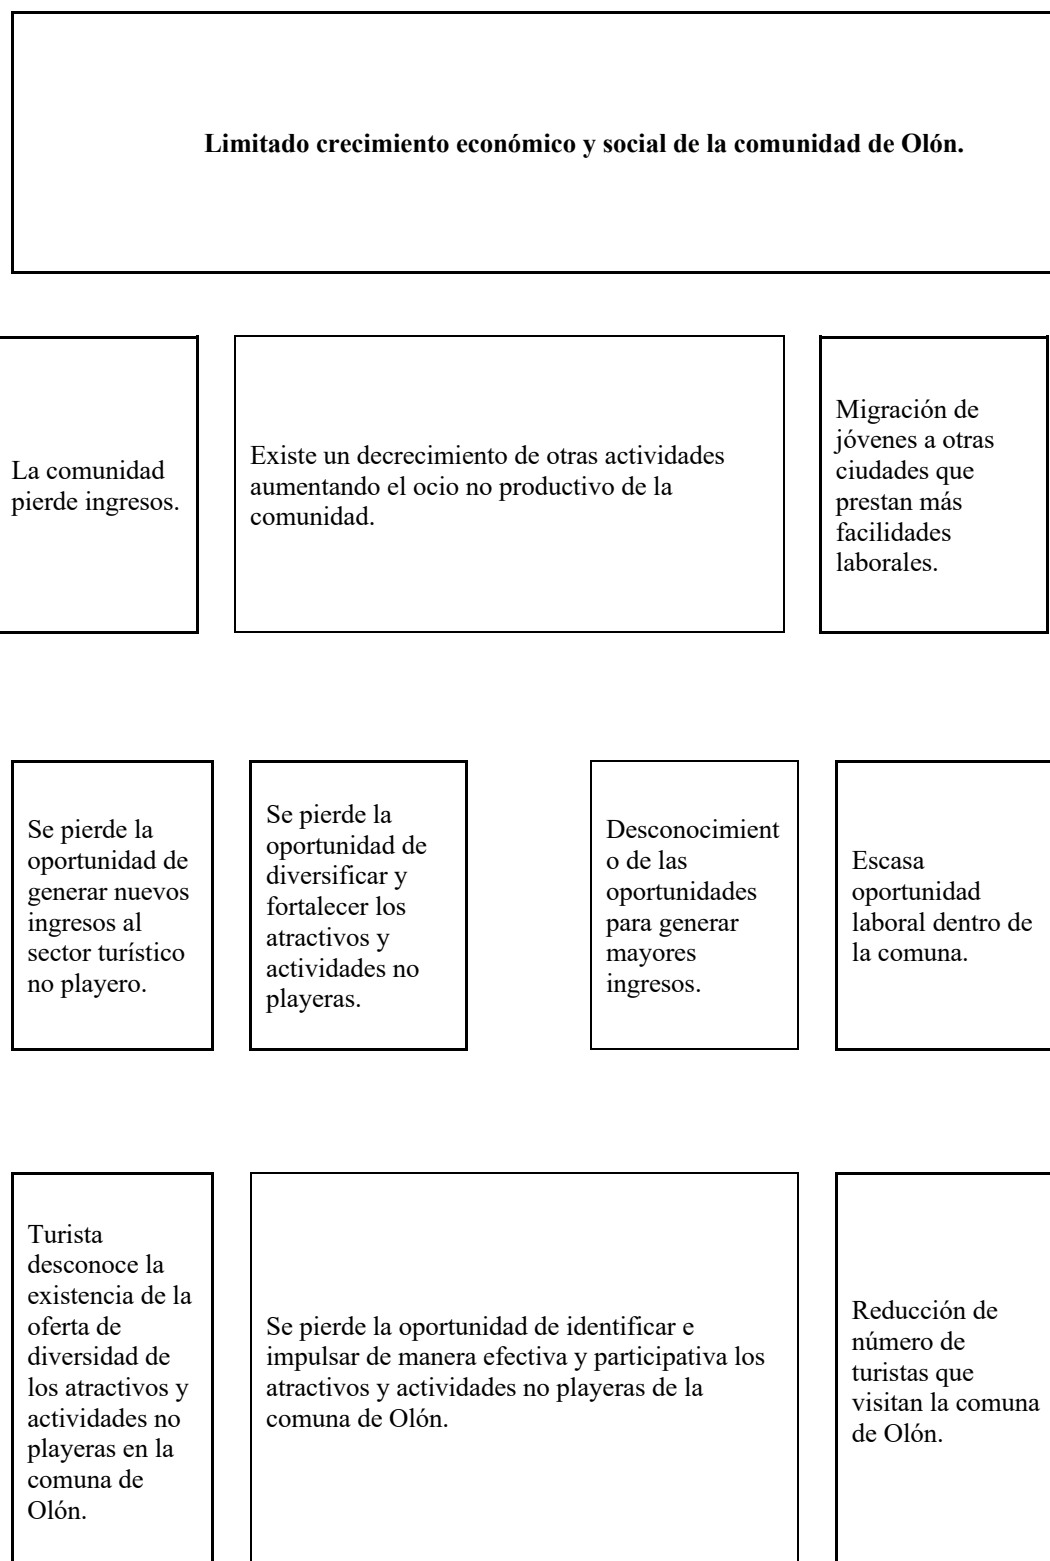 Limitado crecimiento económico y social de la comunidad de Olón.
La comunidad
pierde ingresos.
Existe un decrecimiento de otras actividades
aumentando el ocio no productivo de la
comunidad.
Migración de
jóvenes a otras
ciudades que
prestan más
facilidades
laborales.
Se pierde la
oportunidad de
generar nuevos
ingresos al
sector turístico
no playero.
Se pierde la
oportunidad de
diversificar y
fortalecer los
atractivos y
actividades no
playeras.
Desconocimient
o de las
oportunidades
para generar
mayores
ingresos.
Escasa
oportunidad
laboral dentro de
la comuna.
Turista
desconoce la
existencia de la
oferta de
diversidad de
los atractivos y
actividades no
playeras en la
comuna de
Olón.
Se pierde la oportunidad de identificar e
impulsar de manera efectiva y participativa los
atractivos y actividades no playeras de la
comuna de Olón.
Reducción de
número de
turistas que
visitan la comuna
de Olón.